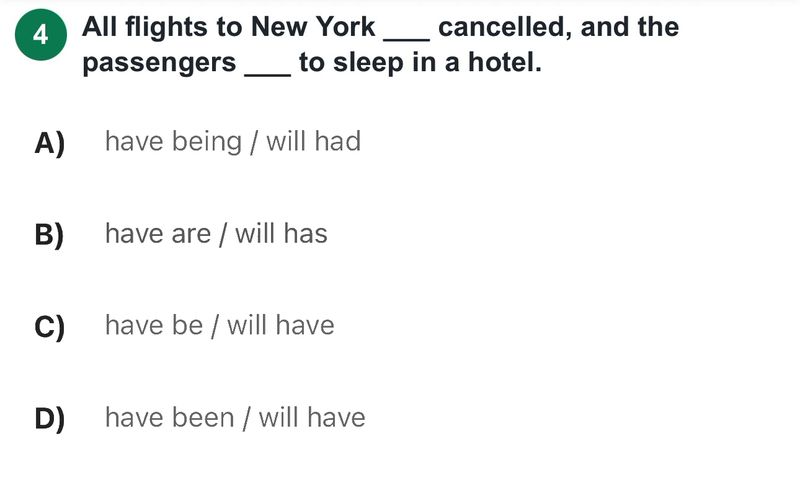 4
All flights to New York ___ cancelled, and the
passengers ___ to sleep in a hotel.
A) have being / will had
B) have are / will has
C) have be / will have
D) have been / will have